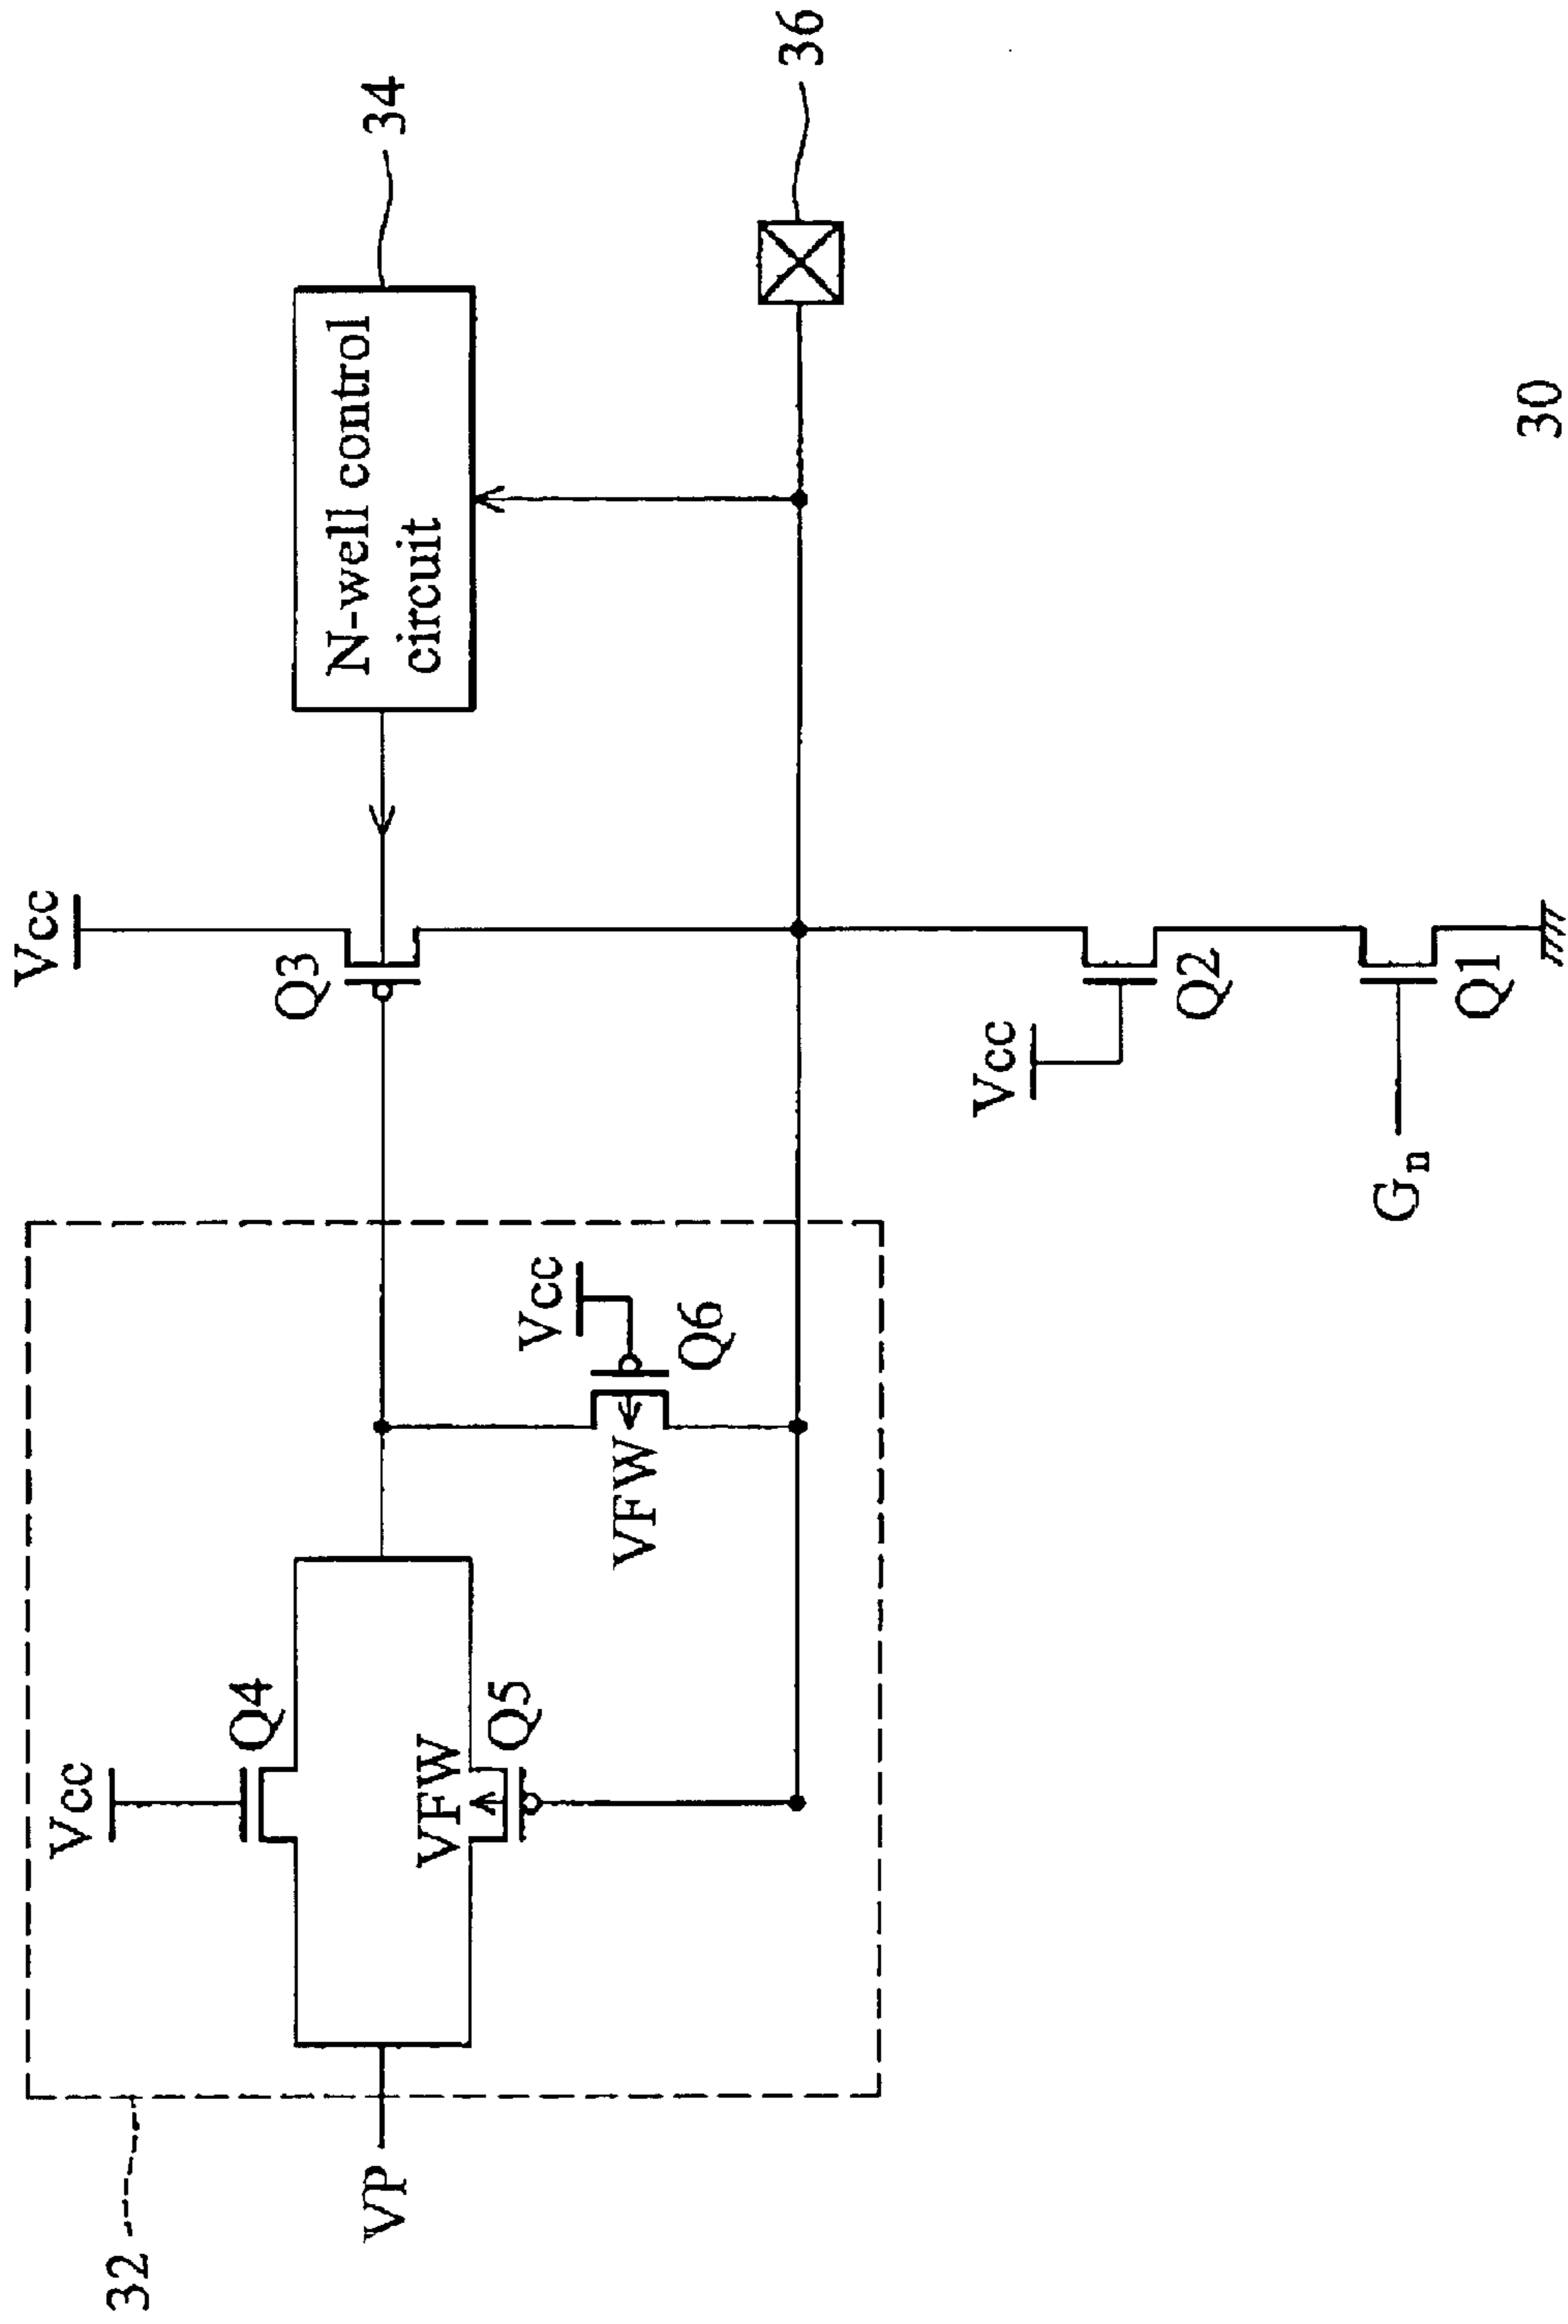 32
VP
Vcc
Q4
VFW
Q5
VFW
Vcc
Q6
Vcc
Q3
N-well control
circuit
34
36
Vcc
Q2
Gn
Q1
30